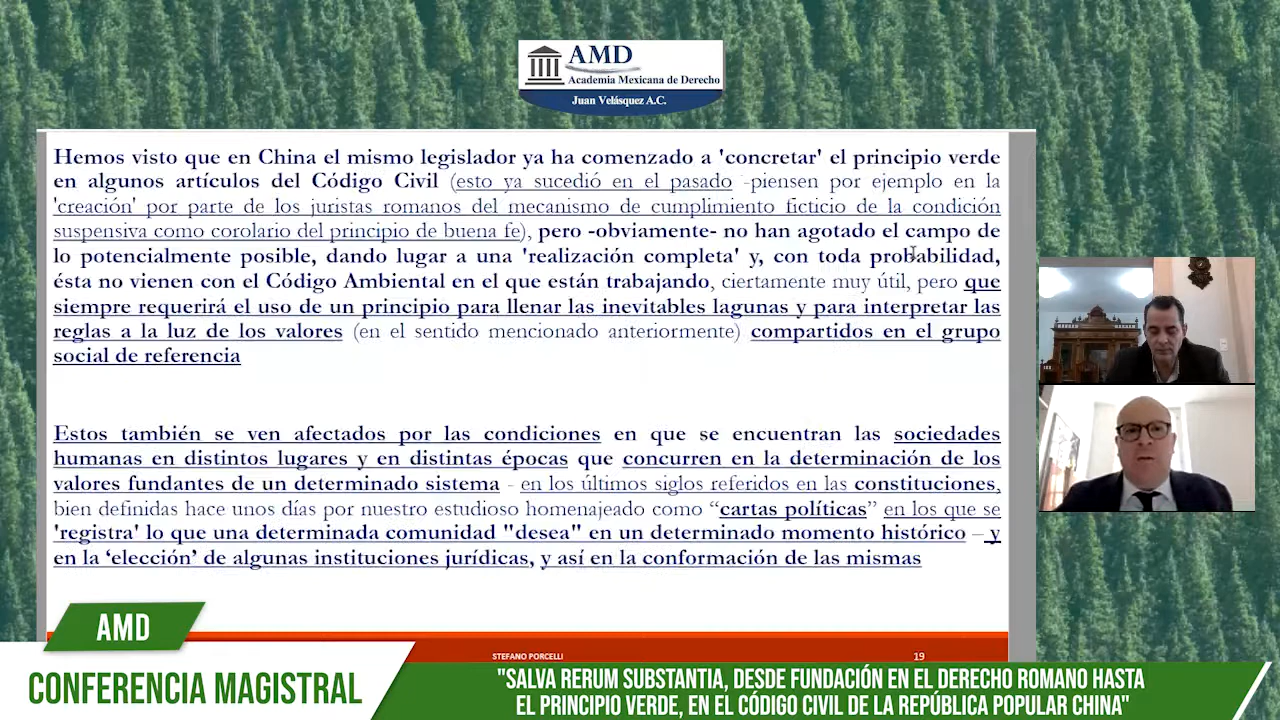 AMD
Academia Mexicana de Derecho
Juan Velásquez A.C.
Hemos visto que en China el mismo legislador ya ha comenzado a 'concretar' el principio verde
en algunos artículos del Código Civil (esto ya sucedió en el pasado -piensen por ejemplo en la
'creación' por parte de los juristas romanos del mecanismo de cumplimiento ficticio de la condición
suspensiva como corolario del principio de buena fe), pero -obviamente- no han agotado el campo de
lo potencialmente posible, dando lugar a una 'realización completa' y, con toda probabilidad,
ésta no vienen con el Código Ambiental en el que están trabajando, ciertamente muy útil, pero que
siempre requerirá el uso de un principio para llenar las inevitables lagunas y para interpretar las
reglas a la luz de los valores (en el sentido mencionado anteriormente) compartidos en el grupo
social de referencia
Estos también se ven afectados por las condiciones en que se encuentran las sociedades
humanas en distintos lugares y en distintas épocas que concurren en la determinación de los
valores fundantes de un determinado sistema - en los últimos siglos referidos en las constituciones,
bien definidas hace unos días por nuestro estudioso homenajeado como “cartas políticas” en los que se
'registra' lo que una determinada comunidad "desea" en un determinado momento histórico – y
en la ‘elección’ de algunas instituciones jurídicas, y así en la conformación de las mismas
STEFANO PORCELLI
19
AMD
CONFERENCIA MAGISTRAL
"SALVA RERUM SUBSTANTIA, DESDE FUNDACIÓN EN EL DERECHO ROMANO HASTA
EL PRINCIPIO VERDE, EN EL CÓDIGO CIVIL DE LA REPÚBLICA POPULAR CHINA"